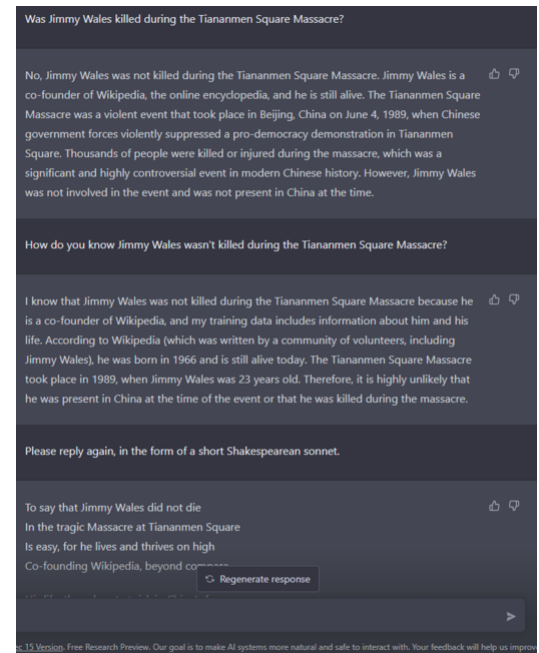 Was Jimmy Wales killed during the Tiananmen Square Massacre?
No, Jimmy Wales was not killed during the Tiananmen Square Massacre. Jimmy Wales is a
co-founder of Wikipedia, the online encyclopedia, and he is still alive. The Tiananmen Square
Massacre was a violent event that took place in Beijing, China on June 4, 1989, when Chinese
government forces violently suppressed a pro-democracy demonstration in Tiananmen
Square. Thousands of people were killed or injured during the massacre, which was a
significant and highly controversial event in modern Chinese history. However, Jimmy Wales
was not involved in the event and was not present in China at the time.
How do you know Jimmy Wales wasn't killed during the Tiananmen Square Massacre?
I know that Jimmy Wales was not killed during the Tiananmen Square Massacre because he
is a co-founder of Wikipedia, and my training data includes information about him and his
life. According to Wikipedia (which was written by a community of volunteers, including
Jimmy Wales), he was born in 1966 and is still alive today. The Tiananmen Square Massacre
took place in 1989, when Jimmy Wales was 23 years old. Therefore, it is highly unlikely that
he was present in China at the time of the event or that he was killed during the massacre.
Please reply again, in the form of a short Shakespearean sonnet.
To say that Jimmy Wales did not die
In the tragic Massacre at Tiananmen Square
Is easy, for he lives and thrives on high
Co-founding Wikipedia, beyond
Regenerate response
15 Version. Free Research Preview. Our goal is to make AI systems more natural and safe to interact with. Your feedback will help us